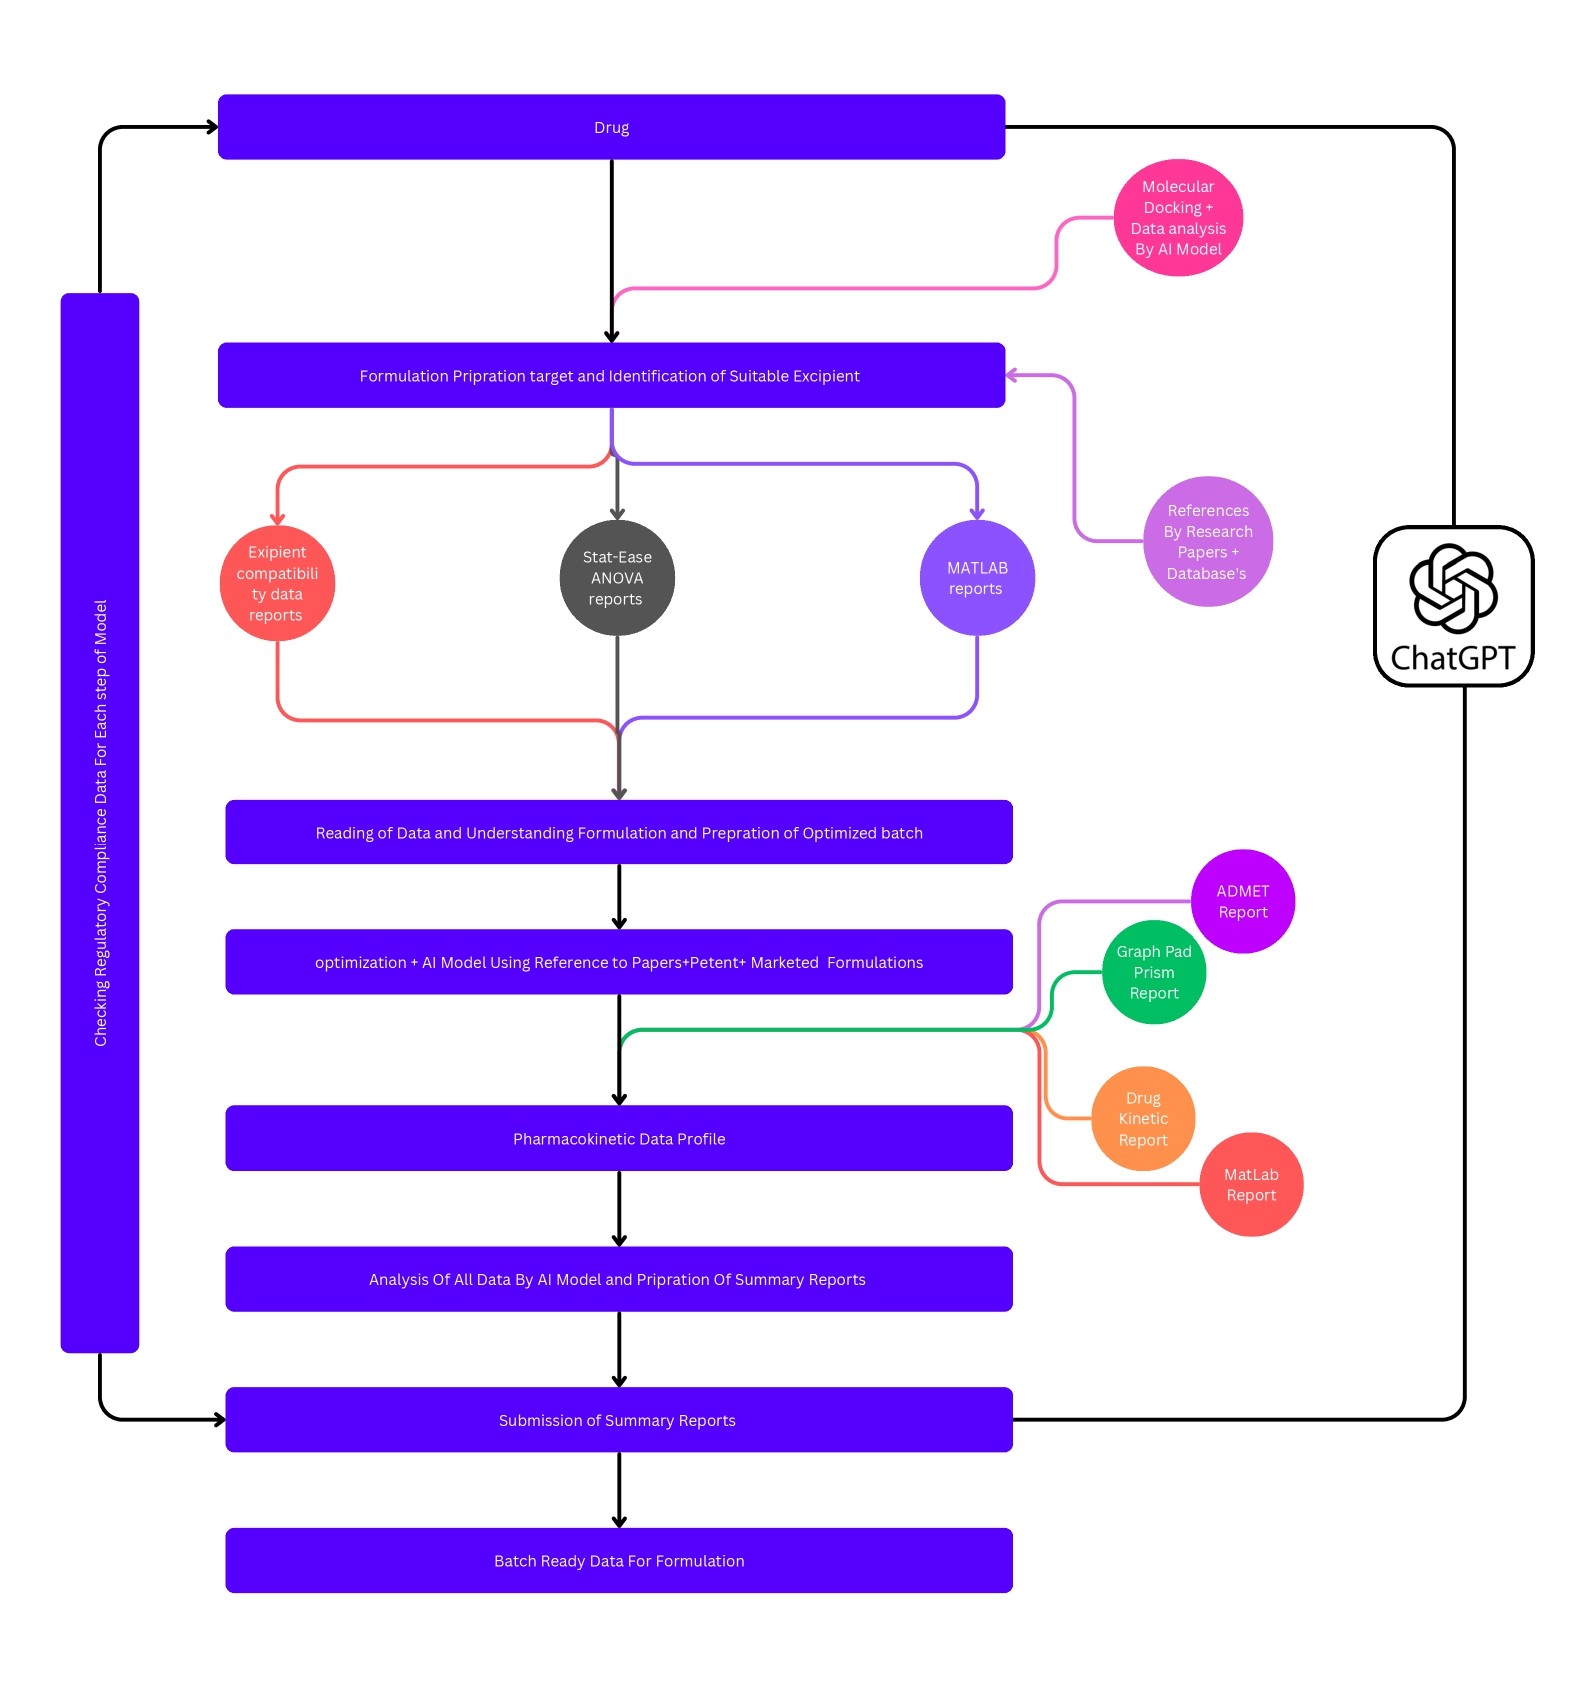 Drug
Molecular
Docking +
Data analysis
By AI Model
Formulation Pripration target and Identification of Suitable Excipient
References
By Research
Papers +
Database's
Exipient
compatibili
ty data
reports
Stat-Ease
ANOVA
reports
MATLAB
reports
ChatGPT
Checking Regulatory Compliance Data For Each step of Model
Reading of Data and Understanding Formulation and Prepration of Optimized batch
ADMET
Report
optimization + AI Model Using Reference to Papers+Petent+ Marketed  Formulations
Graph Pad
Prism
Report
Drug
Kinetic
Report
Pharmacokinetic Data Profile
MatLab
Report
Analysis Of All Data By AI Model and Pripration Of Summary Reports
Submission of Summary Reports
Batch Ready Data For Formulation